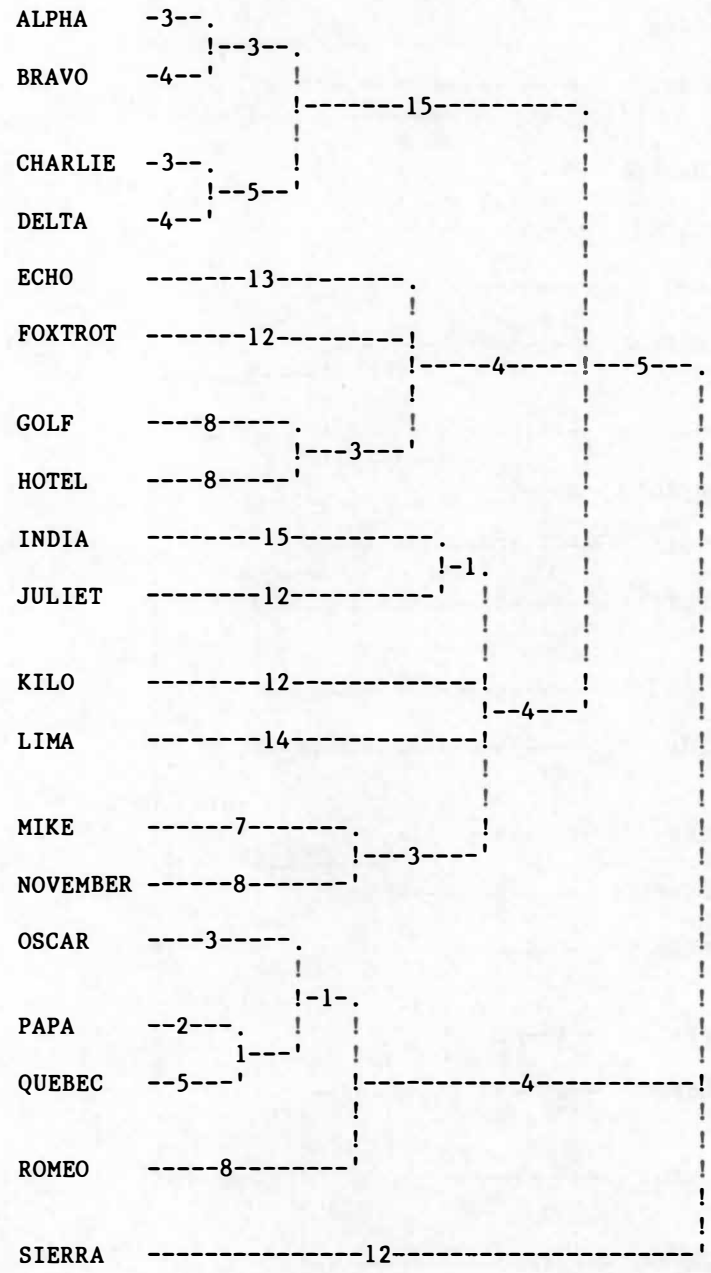 ALPHA -3--.
!--3--.
BRAVO -4--' !
!-------15----------.
CHARLIE -3--. ! !
!--5--' !
DELTA -4--' !
ECHO -------13---------. !
! !
FOXTROT -------12---------! !
!-----4-----!---5---.
! ! !
GOLF ----8-----. ! ! !
!---3---' ! !
HOTEL ----8-----' ! !
INDIA --------15----------. ! !
!-1. ! !
JULIET --------12----------' ! ! !
! ! !
KILO --------12-------------! ! !
!--4---' !
LIMA --------14-------------! !
! !
MIKE ------7-------. ! !
!---3----' !
NOVEMBER ------8-------' !
OSCAR ----3-----. !
! !
!-1-. !
PAPA --2---. ! ! !
1---' ! !
QUEBEC --5---' !-----------4-----------!
! !
! !
ROMEO -----8--------' !
!
!
SIERRA ---------------12---------------------'